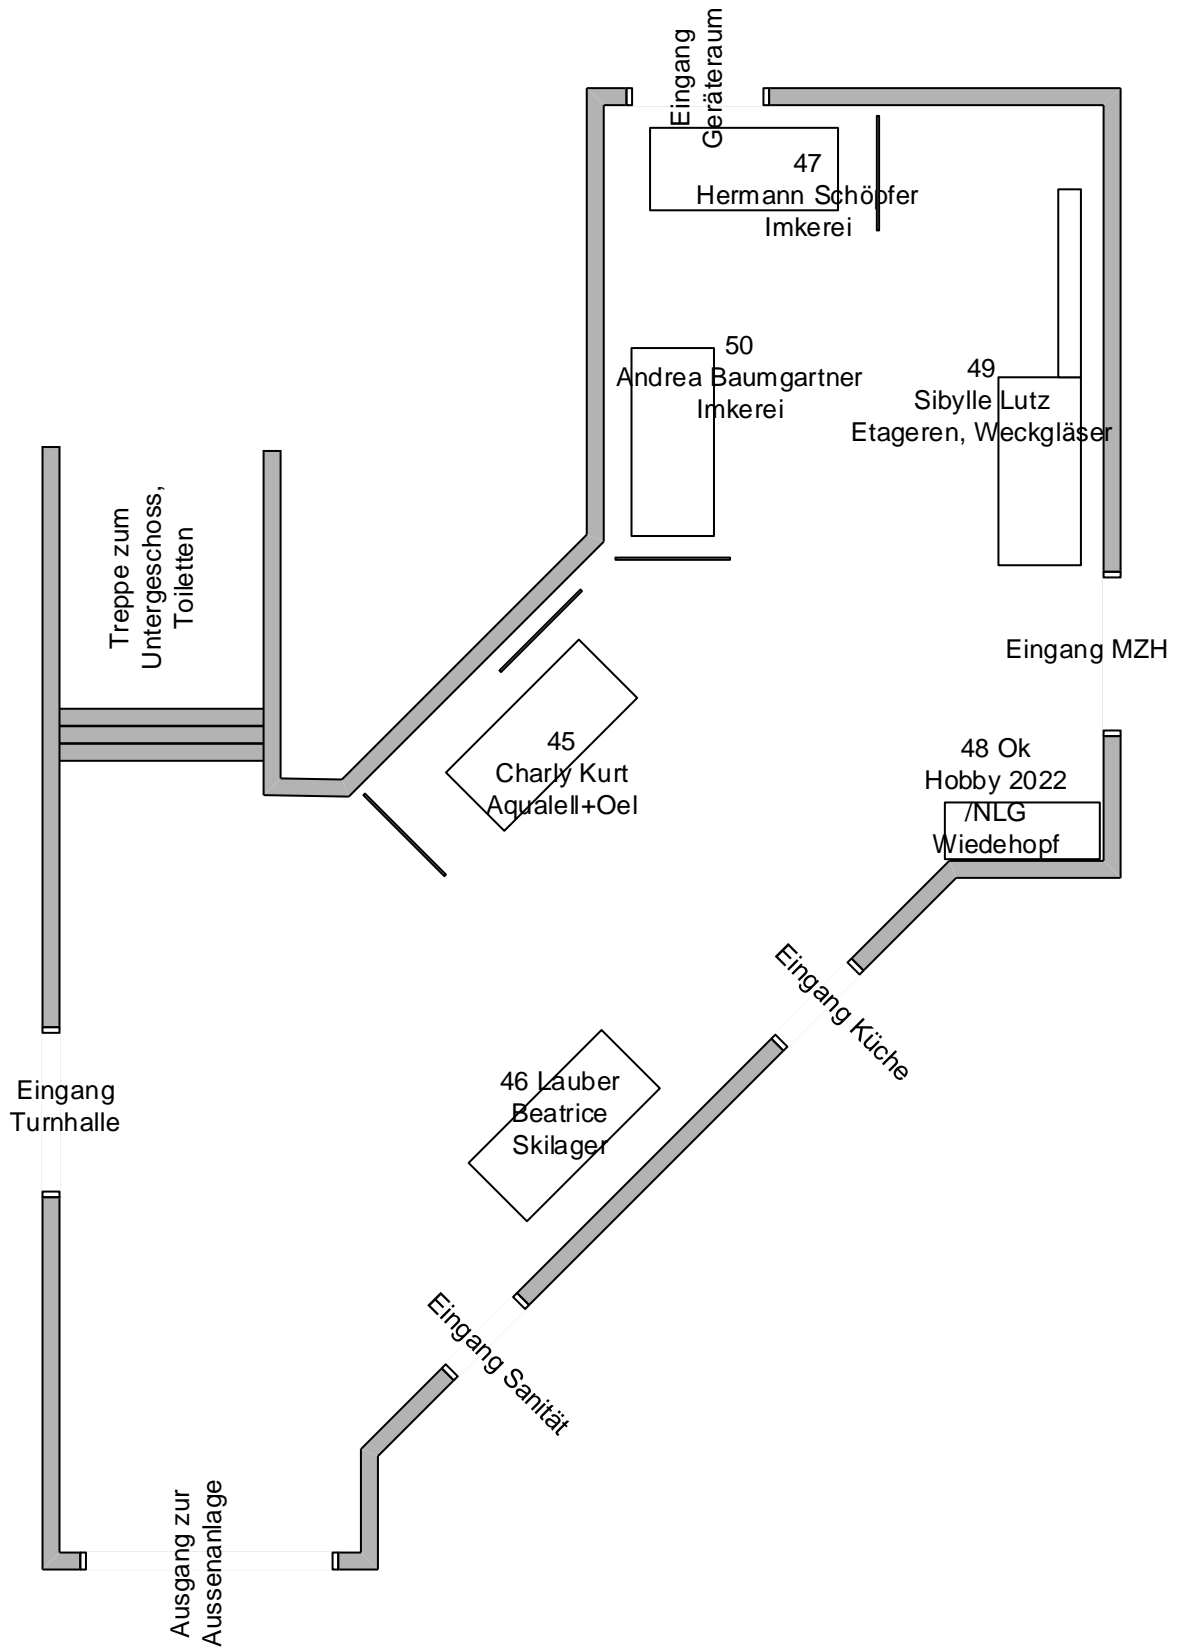 Eingang
Geräteraum
47
Hermann Schöpfer
Imkerei
50
Andrea Baumgartner
Imkerei
49
Sibylle Lutz
Etageren, Weckgläser
Treppe zum
Untergeschoss,
Toiletten
Eingang MZH
45
Charly Kurt
Aqualell+Oel
48 Ok
Hobby 2022
/NLG
Wiedehopf
Eingang Küche
46 Lauber
Beatrice
Skilager
Eingang
Turnhalle
Eingang Sanität
Ausgang zur
Aussenanlage